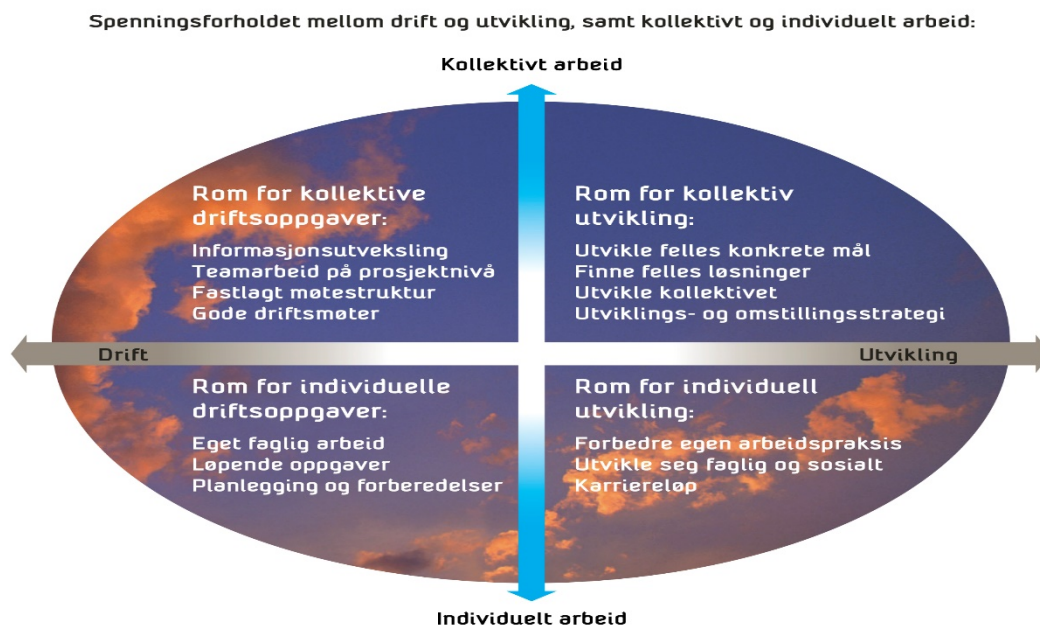 Spenningsforholdet mellom drift og utvikling, samt kollektivt og individuelt arbeid:
Kollektivt arbeid
Rom for kollektive
driftsoppgaver:
Informasjonsutveksling
Teamarbeid på prosjektnivå
Fastlagt møtestruktur
Gode driftsmøter
Rom for kollektiv
utvikling:
Utvikle felles konkrete mål
Finne felles løsninger
Utvikle kollektivet
Utviklings- og omstillingsstrategi
Drift
Utvikling
Rom for individuelle
driftsoppgaver:
Eget faglig arbeid
Løpende oppgaver
Planlegging og forberedelser
Rom for individuell
utvikling:
Forbedre egen arbeidspraksis
Utvikle seg faglig og sosialt
Karriereløp
Individuelt arbeid